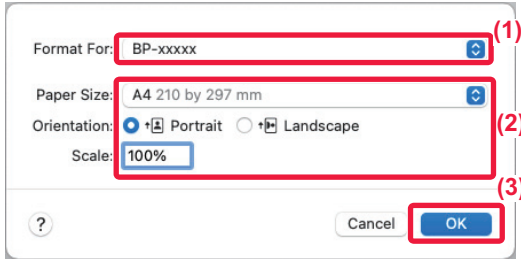 (1)
Format For: BP-xxxxx
Paper Size: A4 210 by 297 mm
(2)
Orientation: Portrait Landscape
Scale: 100%
(3)
? Cancel OK